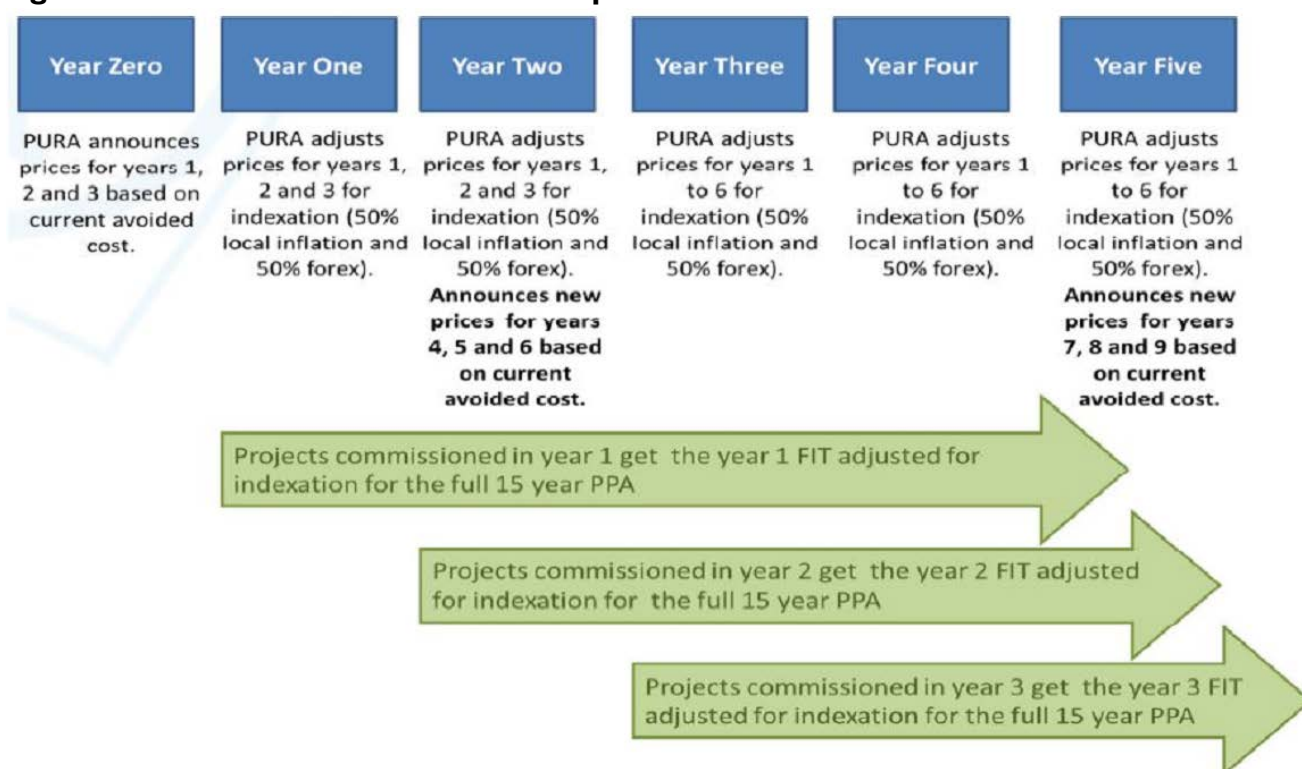 Year Zero
PURA announces
prices for years 1,
2 and 3 based on
current avoided
cost.
Year One
PURA adjusts
prices for years 1,
2 and 3 for
indexation (50%
local inflation and
50% forex).
Year Two
PURA adjusts
prices for years 1,
2 and 3 for
indexation (50%
local inflation and
50% forex).
Announces new
prices for years
4, 5 and 6 based
on current
avoided cost.
Year Three
PURA adjusts
prices for years 1
to 6 for
indexation (50%
local inflation and
50% forex).
Year Four
PURA adjusts
prices for years 1
to 6 for
indexation (50%
local inflation and
50% forex).
Year Five
PURA adjusts
prices for years 1
to 6 for
indexation (50%
local inflation and
50% forex).
Announces new
prices for years
7, 8 and 9 based
on current
avoided cost.
Projects commissioned in year 1 get the year 1 FIT adjusted for
indexation for the full 15 year PPA
Projects commissioned in year 2 get the year 2 FIT adjusted
for indexation for the full 15 year PPA
Projects commissioned in year 3 get the year 3 FIT
adjusted for indexation for the full 15 year PPA